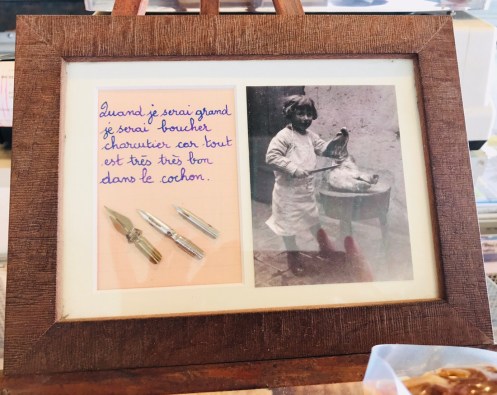 Quand je serai grand
je serai boucher
charcutier car tout
est très très bon
dans le cochon.